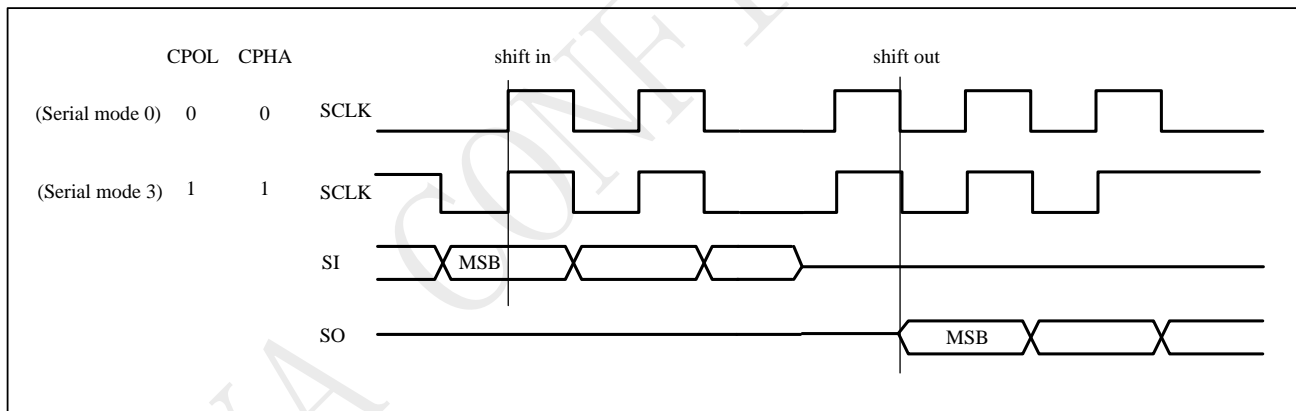 CPOL CPHA shift in shift out
(Serial mode 0) 0 0 SCLK
(Serial mode 3) 1 1 SCLK
SI MSB
SO MSB